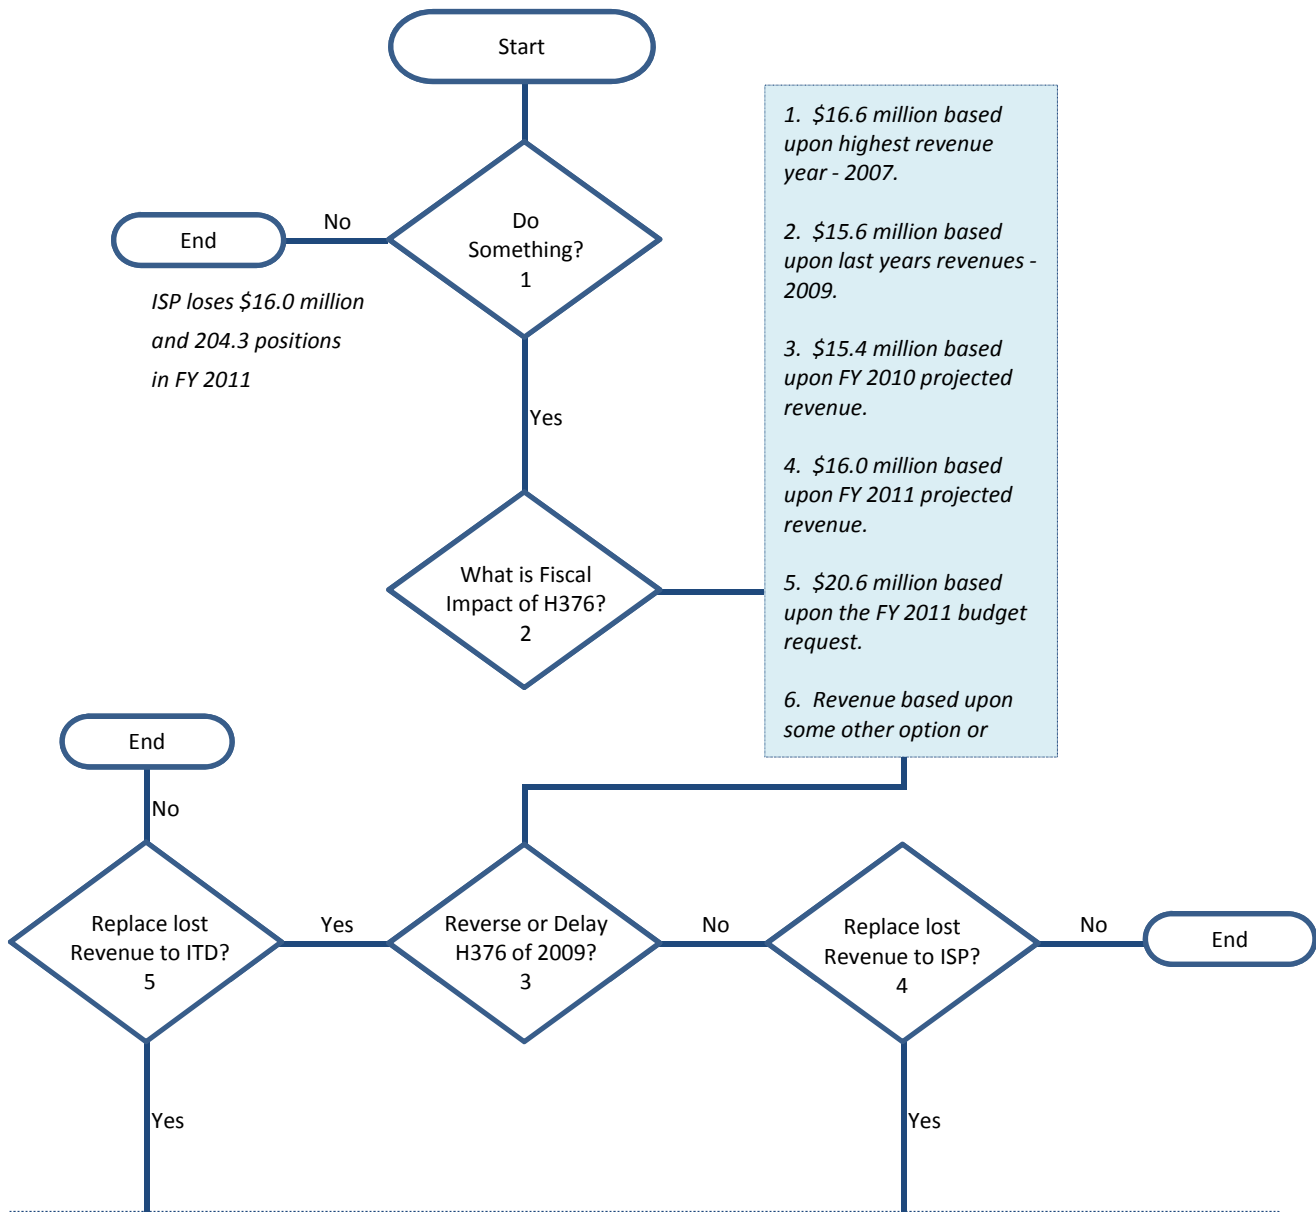 Start
1. $16.6 million based
upon highest revenue
year - 2007.
2. $15.6 million based
upon last years revenues -
2009.
3. $15.4 million based
upon FY 2010 projected
revenue.
4. $16.0 million based
upon FY 2011 projected
revenue.
5. $20.6 million based
upon the FY 2011 budget
request.
6. Revenue based upon
some other option or
Do
Something?
1
No
End
ISP loses $16.0 million
and 204.3 positions
in FY 2011
Yes
What is Fiscal
Impact of H376?
2
End
No
Replace lost
Revenue to ITD?
5
Yes
Reverse or Delay
H376 of 2009?
3
No
Replace lost
Revenue to ISP?
4
No
End
Yes
Yes